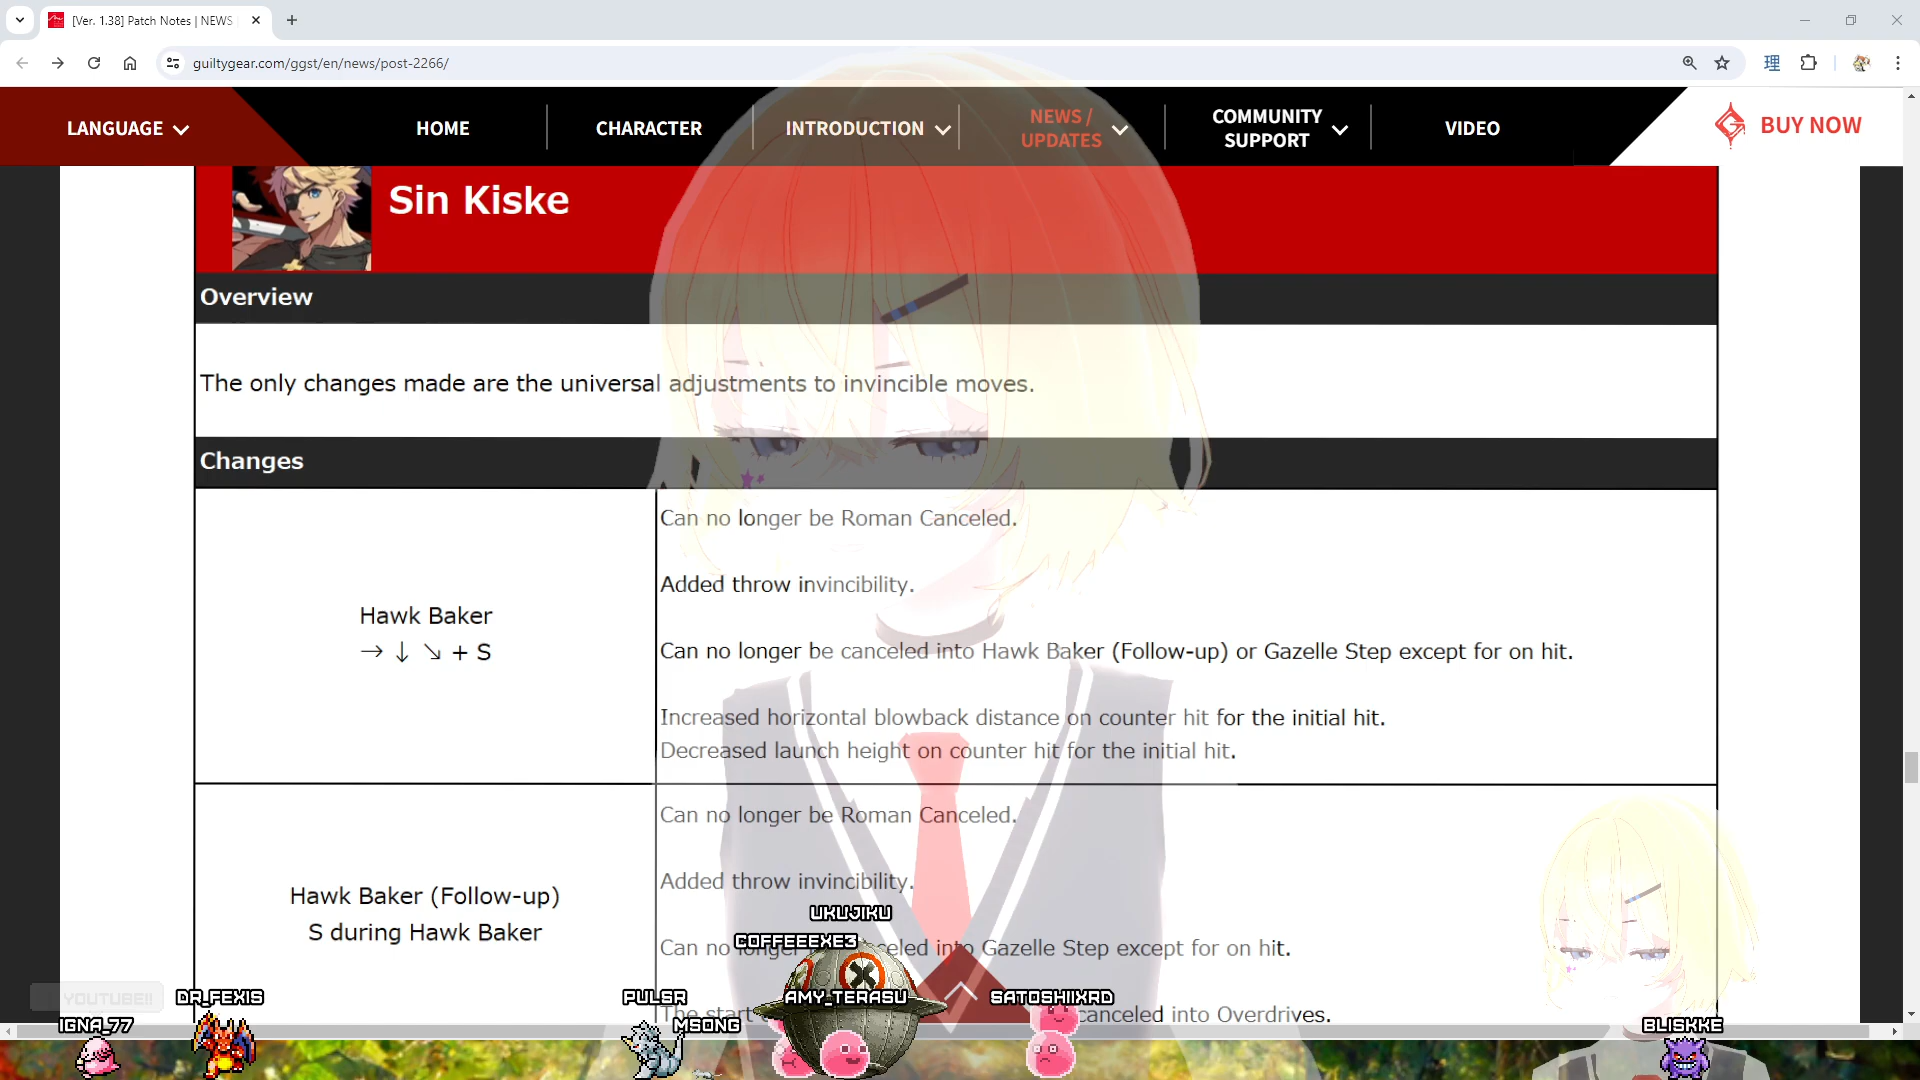 [Ver. 1.38] Patch Notes | NEWS
guiltygear.com/ggst/en/news/post-2266/
理
LANGUAGE
HOME
CHARACTER
INTRODUCTION
NEWS /
UPDATES
COMMUNITY
SUPPORT
VIDEO
BUY NOW
Sin Kiske
Overview
The only changes made are the universal adjustments to invincible moves.
Changes
Hawk Baker
→ ↓ ↘ + S
Can no longer be Roman Canceled.
Added throw invincibility.
Can no longer be canceled into Hawk Baker (Follow-up) or Gazelle Step except for on hit.
Increased horizontal blowback distance on counter hit for the initial hit.
Decreased launch height on counter hit for the initial hit.
Hawk Baker (Follow-up)
S during Hawk Baker
Can no longer be Roman Canceled.
Added throw invincibility.
Can no longer canceled into Gazelle Step except for on hit.
The start canceled into Overdrives.
UKUJIKU
COFFEEEXE3
YOUTUBE!!
DR_FEXIS
PULSR
AMY_TERASU
SATOSHIIXRD
IGNA_77
MSONG
BLISKKE